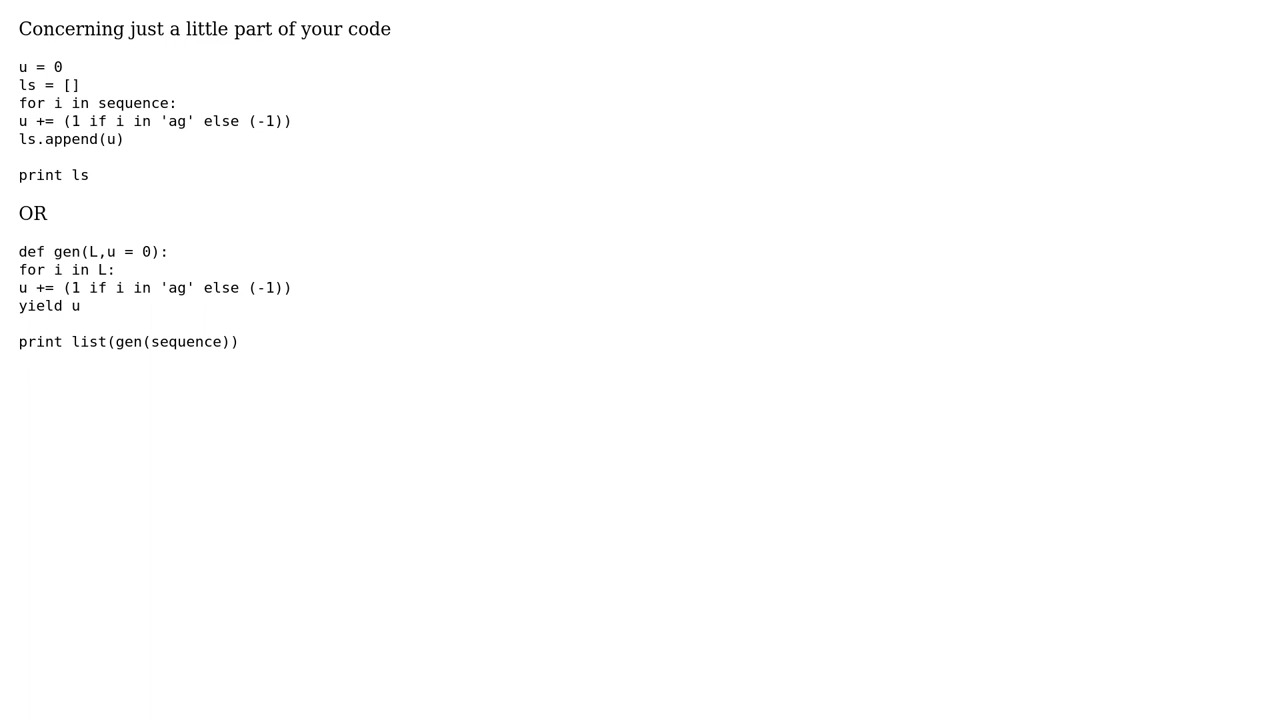 Concerning just a little part of your code
u = 0
ls = []
for i in sequence:
u += (1 if i in 'ag' else (-1))
ls.append(u)
print ls
OR
def gen(L,u = 0):
for i in L:
u += (1 if i in 'ag' else (-1))
yield u
print list(gen(sequence))